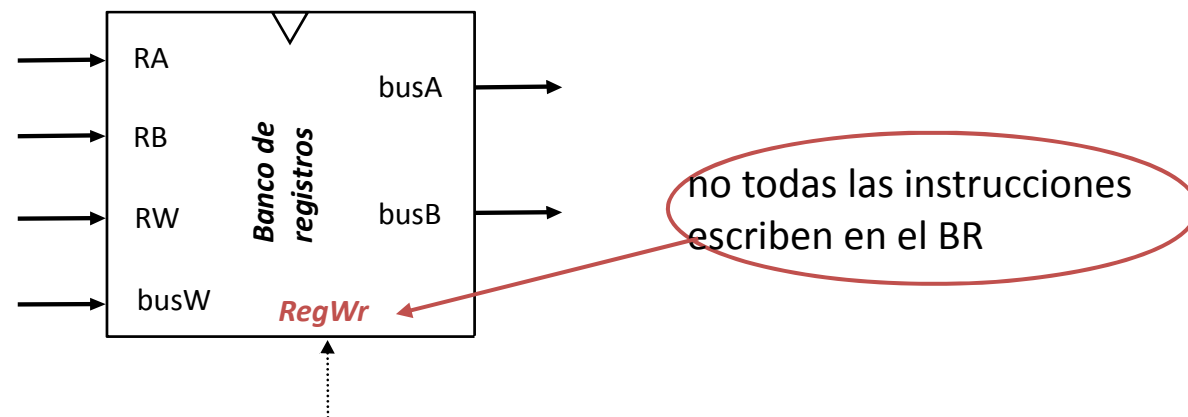 RA
RB
RW
busW
Banco de
registros
RegWr
busA
busB
no todas las instrucciones
escriben en el BR